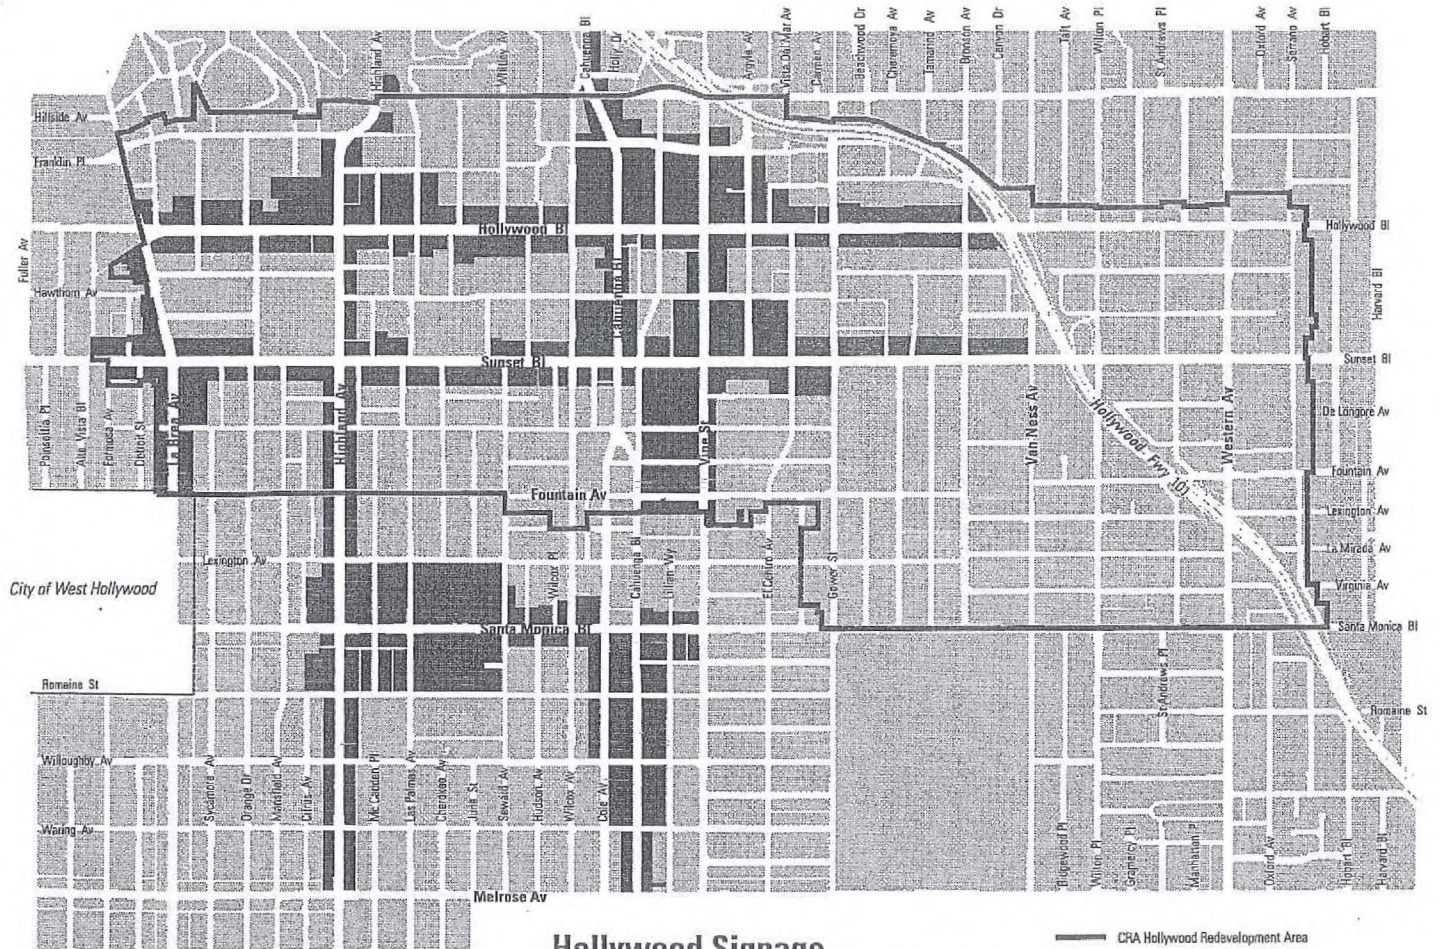 Highland Av
Whitley Av
Cahuenga Bl
Holly Dr
Argyle Av
Vista Del Mar Av
Carmen Av
Beachwood Dr
Cheremoya Av
Tamarind Av
Bronson Av
Canyon Dr
Taft Av
Wilton Pl
St Andrews Pl
Oxford Av
Serrano Av
Hobart Bl
Hillside Av
Franklin Pl
Hollywood Bl
Hollywood Bl
Fuller Av
Hawthorn Av
Cahuenga Bl
Harvard Bl
Sunset Bl
Sunset Bl
Poinsettia Pl
Alta Vista Bl
Formosa Av
Detroit St
La Brea Av
Highland Av
Vine St
Van Ness Av
Hollywood Fwy 101
Western Av
De Longpre Av
Fountain Av
Fountain Av
Lexington Av
La Mirada Av
Virginia Av
Lexington Av
Wilcox Pl
Cahuenga Bl
Lillian Wy
El Centro Av
Gower St
City of West Hollywood
Santa Monica Bl
Santa Monica Bl
Romaine St
St Andrews Pl
Romaine St
Willoughby Av
Sycamore Av
Orange Dr
Mansfield Av
Citrus Av
McCadden Pl
Las Palmas Av
Cherokee Av
June St
Seward Av
Hudson Av
Wilcox Av
Cole Av
Waring Av
Ridgewood Pl
Wilton Pl
Gramercy Pl
Manhattan Pl
Oxford Av
Hobart Bl
Harvard Bl
Melrose Av
Hollywood Signage
CRA Hollywood Redevelopment Area